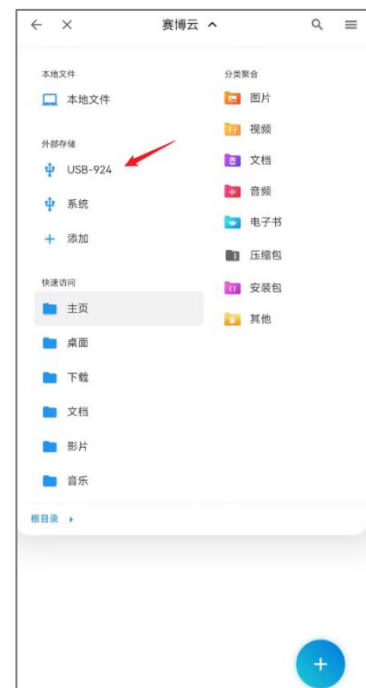 赛博云
本地文件
本地文件
外部存储
USB-924
系统
添加
快速访问
主页
桌面
下载
文档
影片
音乐
分类聚合
图片
视频
文档
音频
电子书
压缩包
安装包
其他
根目录